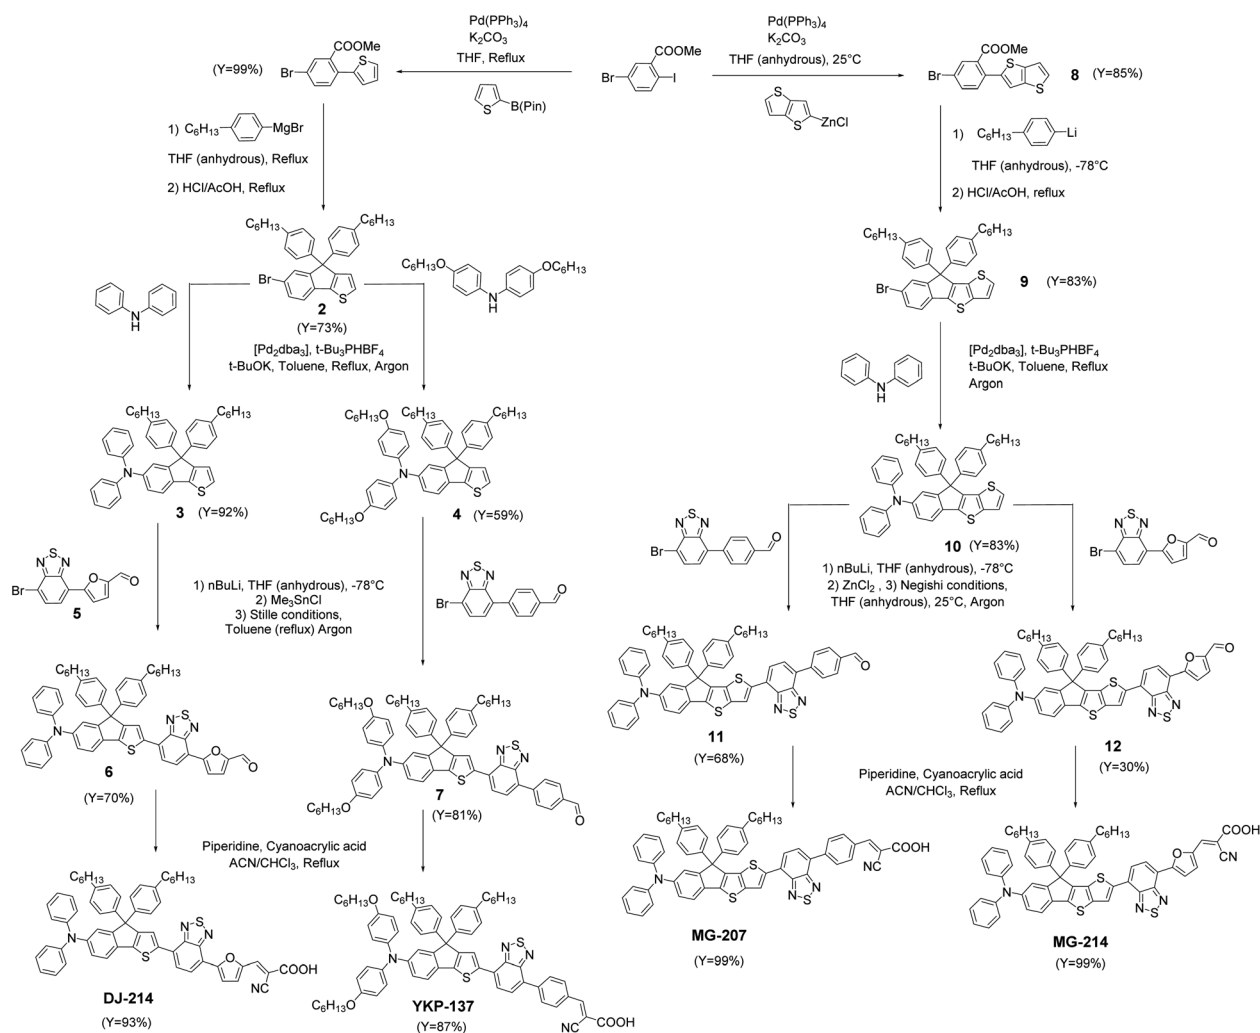 Pd(PPh3)4
K2CO3
THF, Reflux
B(Pin)
S
COOMe
Br
S
(Y=99%)
COOMe
Br
I
Pd(PPh3)4
K2CO3
THF (anhydrous), 25°C
S
S
ZnCl
COOMe
Br
S
S
8 (Y=85%)
1) C6H13 MgBr
THF (anhydrous), Reflux
2) HCl/AcOH, Reflux
1) C6H13 Li
THF (anhydrous), -78°C
2) HCl/AcOH, reflux
C6H13 C6H13
Br
S
2
(Y=73%)
N
H
C6H13O OC6H13
N
H
[Pd2dba3], t-Bu3PHBF4
t-BuOK, Toluene, Reflux, Argon
C6H13 C6H13
Br
S
S
9 (Y=83%)
N
H
[Pd2dba3], t-Bu3PHBF4
t-BuOK, Toluene, Reflux
Argon
C6H13 C6H13
N
S
3 (Y=92%)
C6H13O C6H13 C6H13
N
S
C6H13O
4 (Y=59%)
C6H13 C6H13
N
S
S
10 (Y=83%)
S
N N
Br
O
O
5
1) nBuLi, THF (anhydrous), -78°C
2) Me3SnCl
3) Stille conditions,
Toluene (reflux) Argon
S
N N
Br
O
S
N N
Br
O
1) nBuLi, THF (anhydrous), -78°C
2) ZnCl2 , 3) Negishi conditions,
THF (anhydrous), 25°C, Argon
S
N N
Br
O
O
C6H13 C6H13
N
S
N S N
O
O
6
(Y=70%)
C6H13O C6H13 C6H13
N
S
N S N
O
C6H13O
7
(Y=81%)
C6H13 C6H13
N
S
S
N S N
O
11
(Y=68%)
C6H13 C6H13
N
S
S
N S N
O
O
12
(Y=30%)
Piperidine, Cyanoacrylic acid
ACN/CHCl3, Reflux
Piperidine, Cyanoacrylic acid
ACN/CHCl3, Reflux
C6H13 C6H13
N
S
N S N
O
COOH
NC
DJ-214
(Y=93%)
C6H13O C6H13 C6H13
N
S
N S N
C6H13O
NC COOH
YKP-137
(Y=87%)
C6H13 C6H13
N
S
S
N S N
COOH
CN
MG-207
(Y=99%)
C6H13 C6H13
N
S
S
N S N
O
COOH
CN
MG-214
(Y=99%)